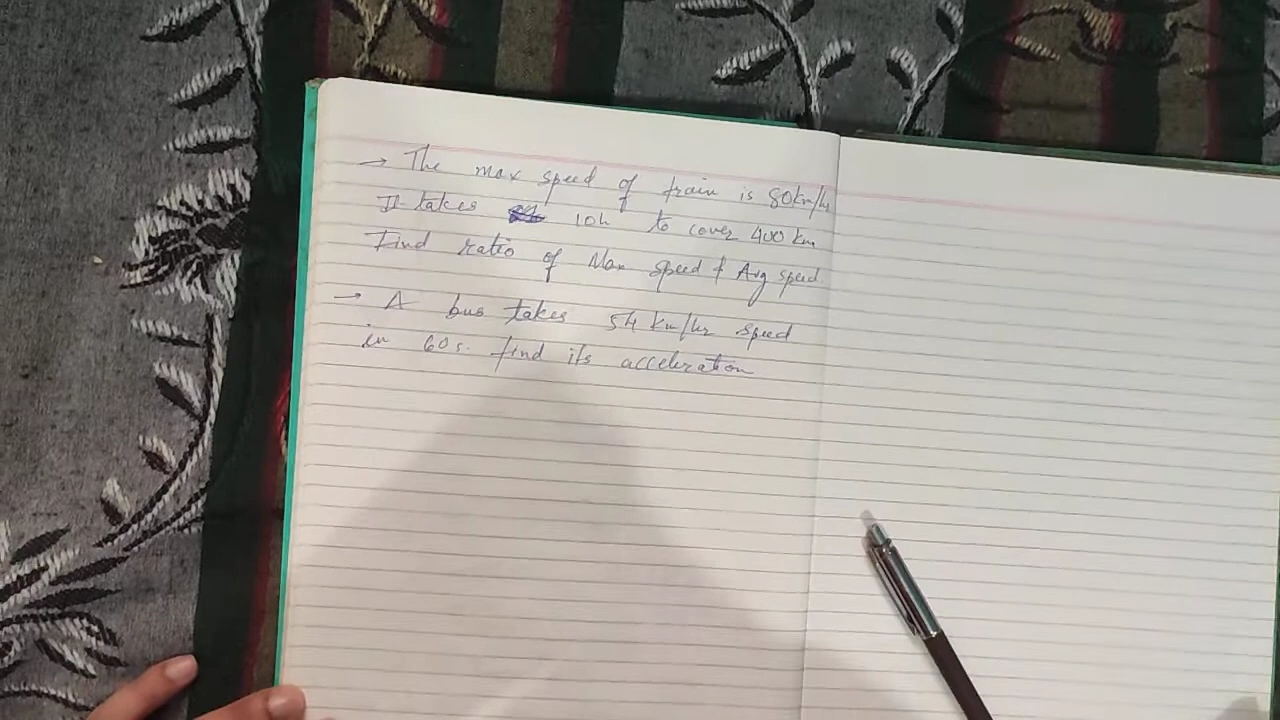 → The max speed of train is 80km/hr
It takes 10h to cover 400 km
Find ratio of Max speed & Avg speed
→ A bus takes 54 km/hr speed
in 60s. find its acceleration